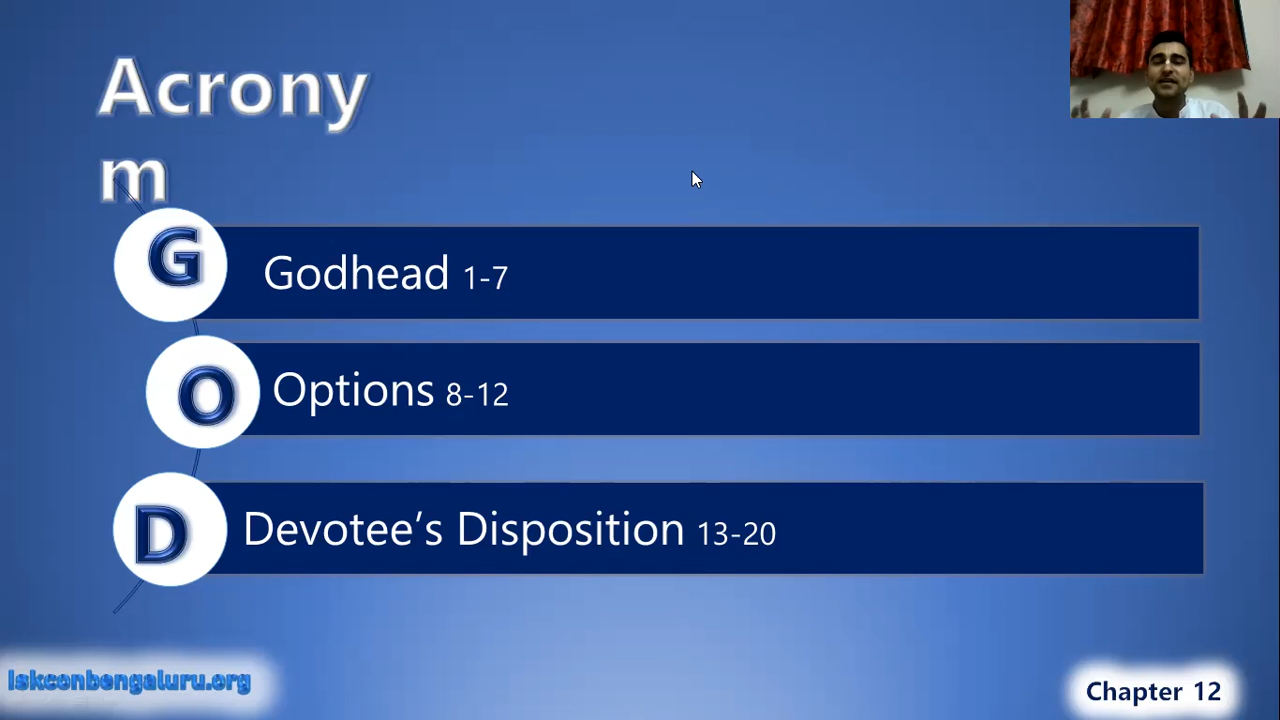 Acrony
m
G
Godhead 1-7
O
Options 8-12
D
Devotee’s Disposition 13-20
Iskconbengaluru.org
Chapter 12